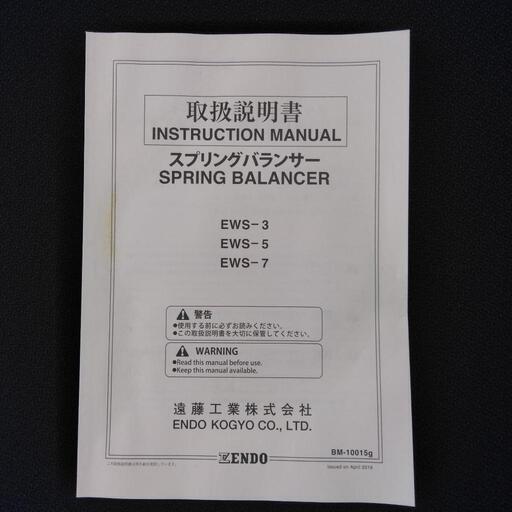 取扱説明書
INSTRUCTION MANUAL
スプリングバランサー
SPRING BALANCER
EWS-3
EWS-5
EWS-7
警告
●使用する前に必ずお読みください。
●この取扱説明書を大切に保管してください。
WARNING
●Read this manual before use.
●Keep this manual available.
遠藤工業株式会社
ENDO KOGYO CO., LTD.
ENDO
BM-10015g